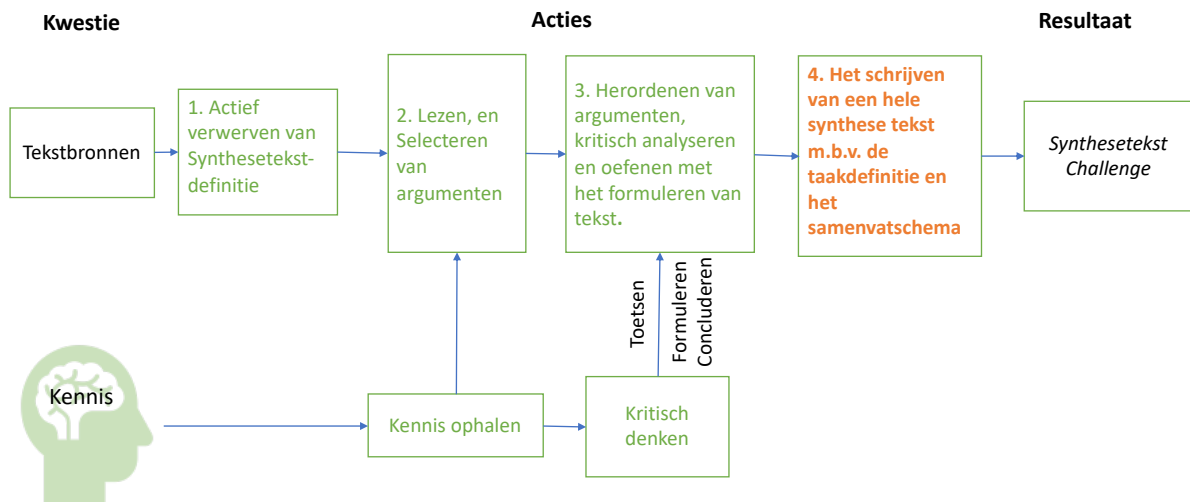 Kwestie
Acties
Resultaat
Tekstbronnen
1. Actief
verwerven van
Synthesetekst-
definitie
2. Lezen, en
Selecteren
van
argumenten
3. Herordenen van
argumenten,
kritisch analyseren
en oefenen met
het formuleren van
tekst.
4. Het schrijven
van een hele
synthese tekst
m.b.v. de
taakdefinitie en
het
samenvatschema
Synthesetekst
Challenge
Toetsen
Formuleren
Concluderen
Kennis
Kennis ophalen
Kritisch
denken